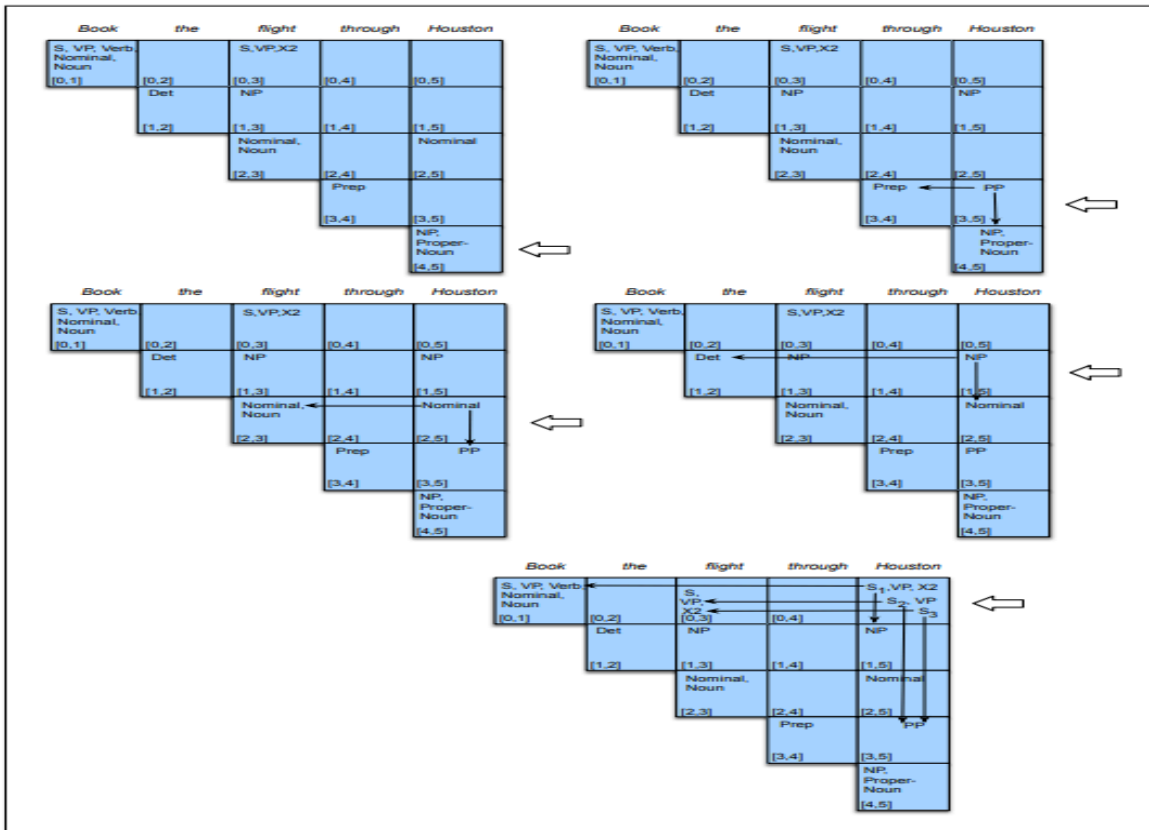 Book the flight through Houston
S, VP, Verb, Nominal, Noun [0,1] [0,2] S,VP,X2 [0,3] [0,4] [0,5]
Det [1,2] NP [1,3] [1,4] [1,5]
Nominal, Noun [2,3] [2,4] Nominal [2,5]
Prep [3,4] [3,5]
NP, Proper-Noun [4,5]
Book the flight through Houston
S, VP, Verb, Nominal, Noun [0,1] [0,2] S,VP,X2 [0,3] [0,4] [0,5]
Det [1,2] NP [1,3] [1,4] NP [1,5]
Nominal, Noun [2,3] [2,4] [2,5]
Prep [3,4] PP [3,5]
NP, Proper-Noun [4,5]
Book the flight through Houston
S, VP, Verb, Nominal, Noun [0,1] [0,2] S,VP,X2 [0,3] [0,4] [0,5]
Det [1,2] NP [1,3] [1,4] NP [1,5]
Nominal, Noun [2,3] [2,4] Nominal [2,5]
Prep [3,4] PP [3,5]
NP, Proper-Noun [4,5]
Book the flight through Houston
S, VP, Verb, Nominal, Noun [0,1] [0,2] S,VP,X2 [0,3] [0,4] [0,5]
Det [1,2] NP [1,3] [1,4] NP [1,5]
Nominal, Noun [2,3] [2,4] Nominal [2,5]
Prep [3,4] PP [3,5]
NP, Proper-Noun [4,5]
Book the flight through Houston
S, VP, Verb, Nominal, Noun [0,1] [0,2] S, VP, X2 [0,3] [0,4] S1, VP, X2 S2, VP S3
Det [1,2] NP [1,3] [1,4] NP [1,5]
Nominal, Noun [2,3] [2,4] Nominal [2,5]
Prep [3,4] PP [3,5]
NP, Proper-Noun [4,5]